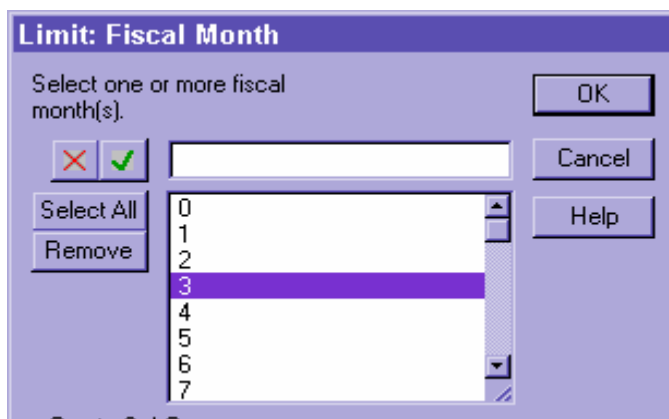 Limit: Fiscal Month
Select one or more fiscal
month(s).
OK
Cancel
Select All
Remove
Help
0
1
2
3
4
5
6
7